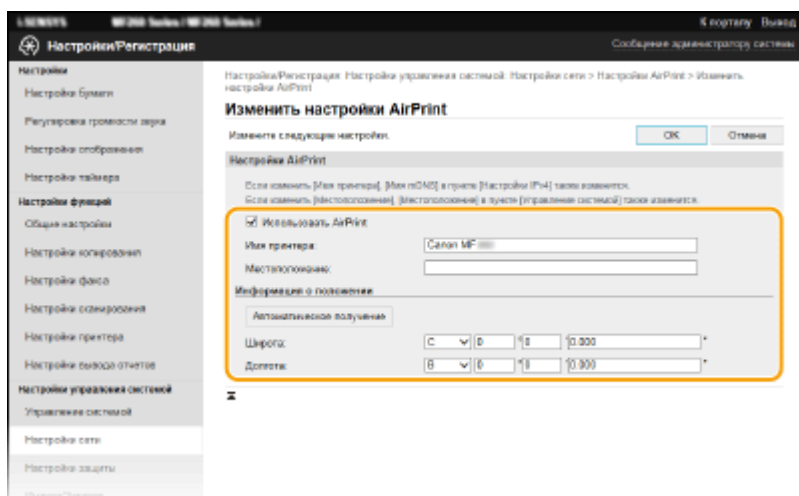 К порталу Выход
Настройки/Регистрация
Сообщение администратору системы
Настройки
Настройки бумаги
Регулировка громкости звука
Настройки отображения
Настройки таймера
Настройки функций
Общие настройки
Настройки копирования
Настройки факса
Настройки сканирования
Настройки принтера
Настройки вывода отчетов
Настройки управления системой
Управление системой
Настройки сети
Настройки защиты
Настройки/Регистрация: Настройки управления системой: Настройки сети > Настройки AirPrint > Изменить
настройки AirPrint
Изменить настройки AirPrint
Измените следующие настройки.
OK
Отмена
Настройки AirPrint
Если изменить [Имя принтера], [Имя mDNS] в пункте [Настройки IPv4] также изменится.
Если изменить [Местоположение], [Местоположение] в пункте [Управление системой] также изменится.
Использовать AirPrint
Имя принтера: Canon MF
Местоположение:
Информация о положении
Автоматическое получение
Широта: С 0 ° 0 ' 0.000 "
Долгота: В 0 ° 0 ' 0.000 "